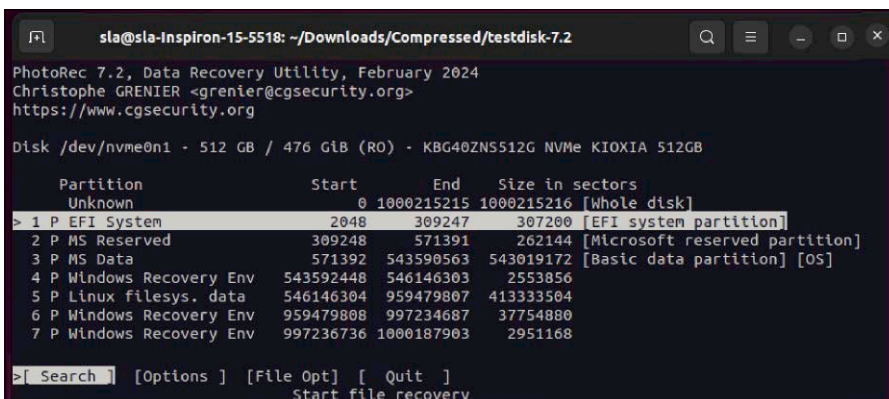 sla@sla-Inspiron-15-5518: ~/Downloads/Compressed/testdisk-7.2
PhotoRec 7.2, Data Recovery Utility, February 2024
Christophe GRENIER <grenier@cgsecurity.org>
https://www.cgsecurity.org
Disk /dev/nvme0n1 - 512 GB / 476 GiB (RO) - KBG40ZNS512G NVMe KIOXIA 512GB
Partition Start End Size in sectors
Unknown 0 1000215215 1000215216 [Whole disk]
> 1 P EFI System 2048 309247 307200 [EFI system partition]
2 P MS Reserved 309248 571391 262144 [Microsoft reserved partition]
3 P MS Data 571392 543590563 543019172 [Basic data partition] [OS]
4 P Windows Recovery Env 543592448 546146303 2553856
5 P Linux filesys. data 546146304 959479807 413333504
6 P Windows Recovery Env 959479808 997234687 37754880
7 P Windows Recovery Env 997236736 1000187903 2951168
>[ Search ] [Options ] [File Opt] [ Quit ]
Start file recovery